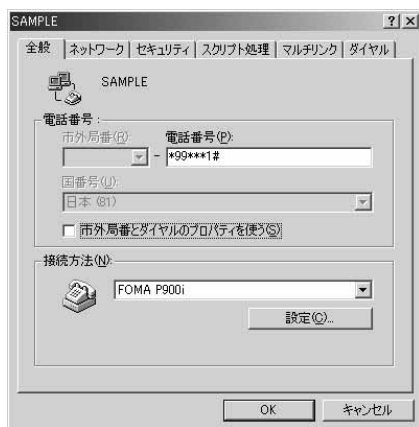 SAMPLE
全般 ネットワーク セキュリティ スクリプト処理 マルチリンク ダイヤル
SAMPLE
電話番号:
市外局番(R): 電話番号(P):
- *99***1#
国番号(U):
日本 (81)
市外局番とダイヤルのプロパティを使う(S)
接続方法(N):
FOMA P900i
設定(C)...
OK キャンセル